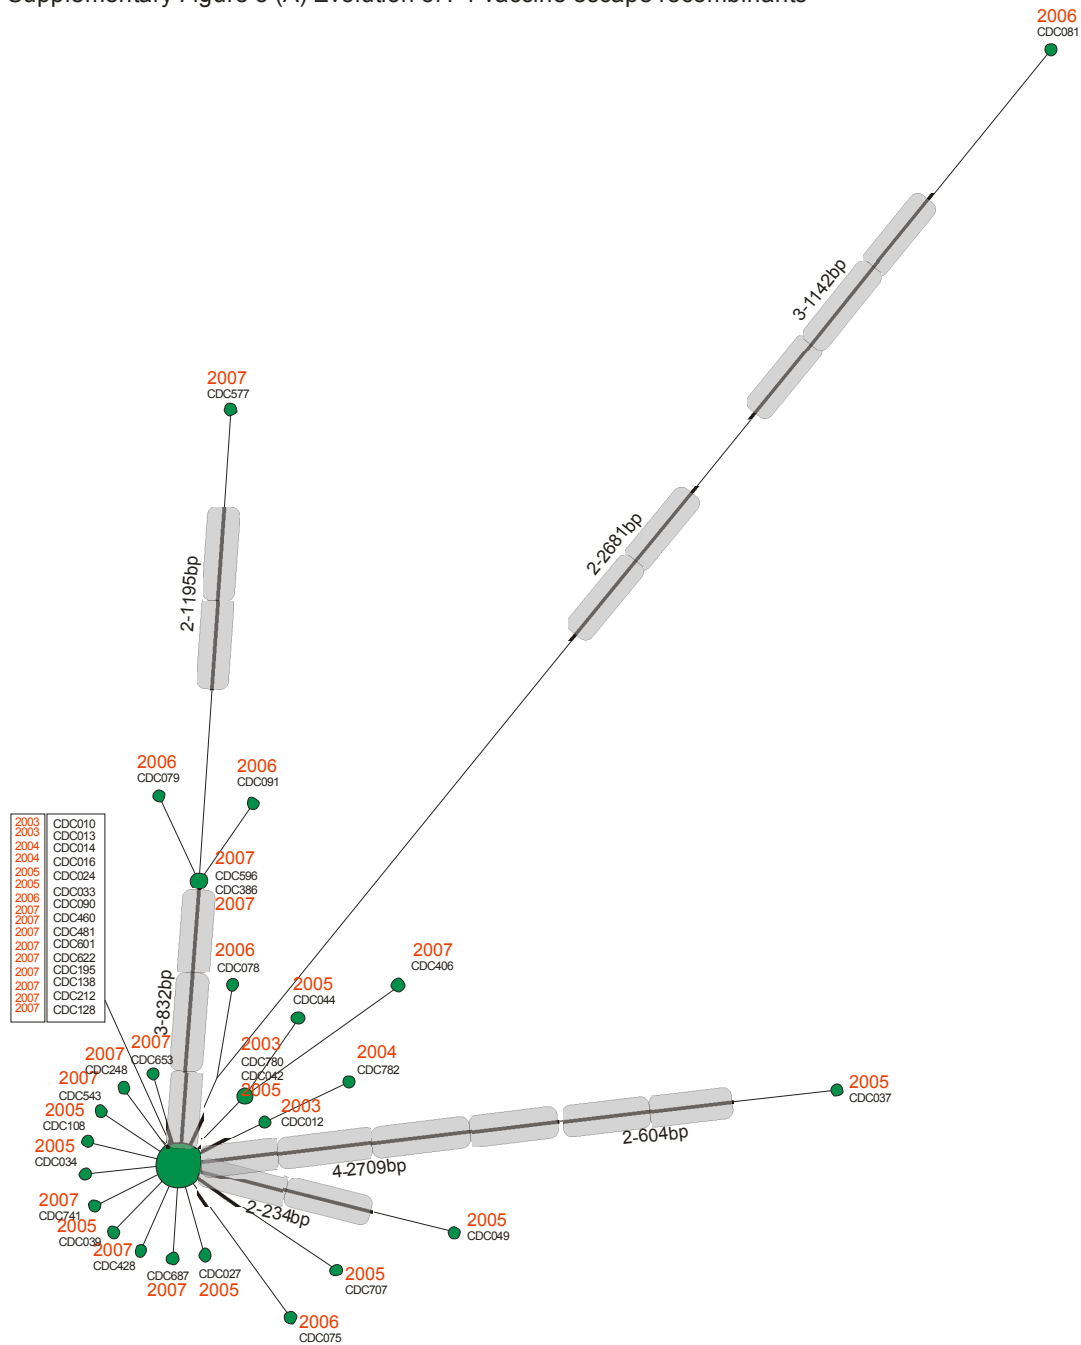 Supplementary Figure (A) Evolution of vaccine escape recombinants
2006
CDC081
3-1142bp
2007
CDC577
2-2681bp
2-1195bp
2006
CDC079
2006
CDC091
2003 CDC010
2003 CDC013
2004 CDC014
2004 CDC016
2005 CDC024
2005 CDC033
2006 CDC090
2007 CDC460
2007 CDC481
2007 CDC601
2007 CDC622
2007 CDC195
2007 CDC138
2007 CDC212
2007 CDC128
2007
2007
CDC596
CDC386
2007
3-832bp
2006
CDC078
2007
CDC406
2005
CDC044
2003
CDC780
CDC042
2005
2004
CDC782
2003
CDC012
2007
CDC653
2007
CDC248
2007
CDC543
2005
CDC108
2005
CDC034
2005
CDC037
2-604bp
4-2709bp
2-234bp
2005
CDC049
2007
CDC741
2005
CDC039
2007
CDC428
CDC687
2007
CDC027
2005
2005
CDC707
2006
CDC075